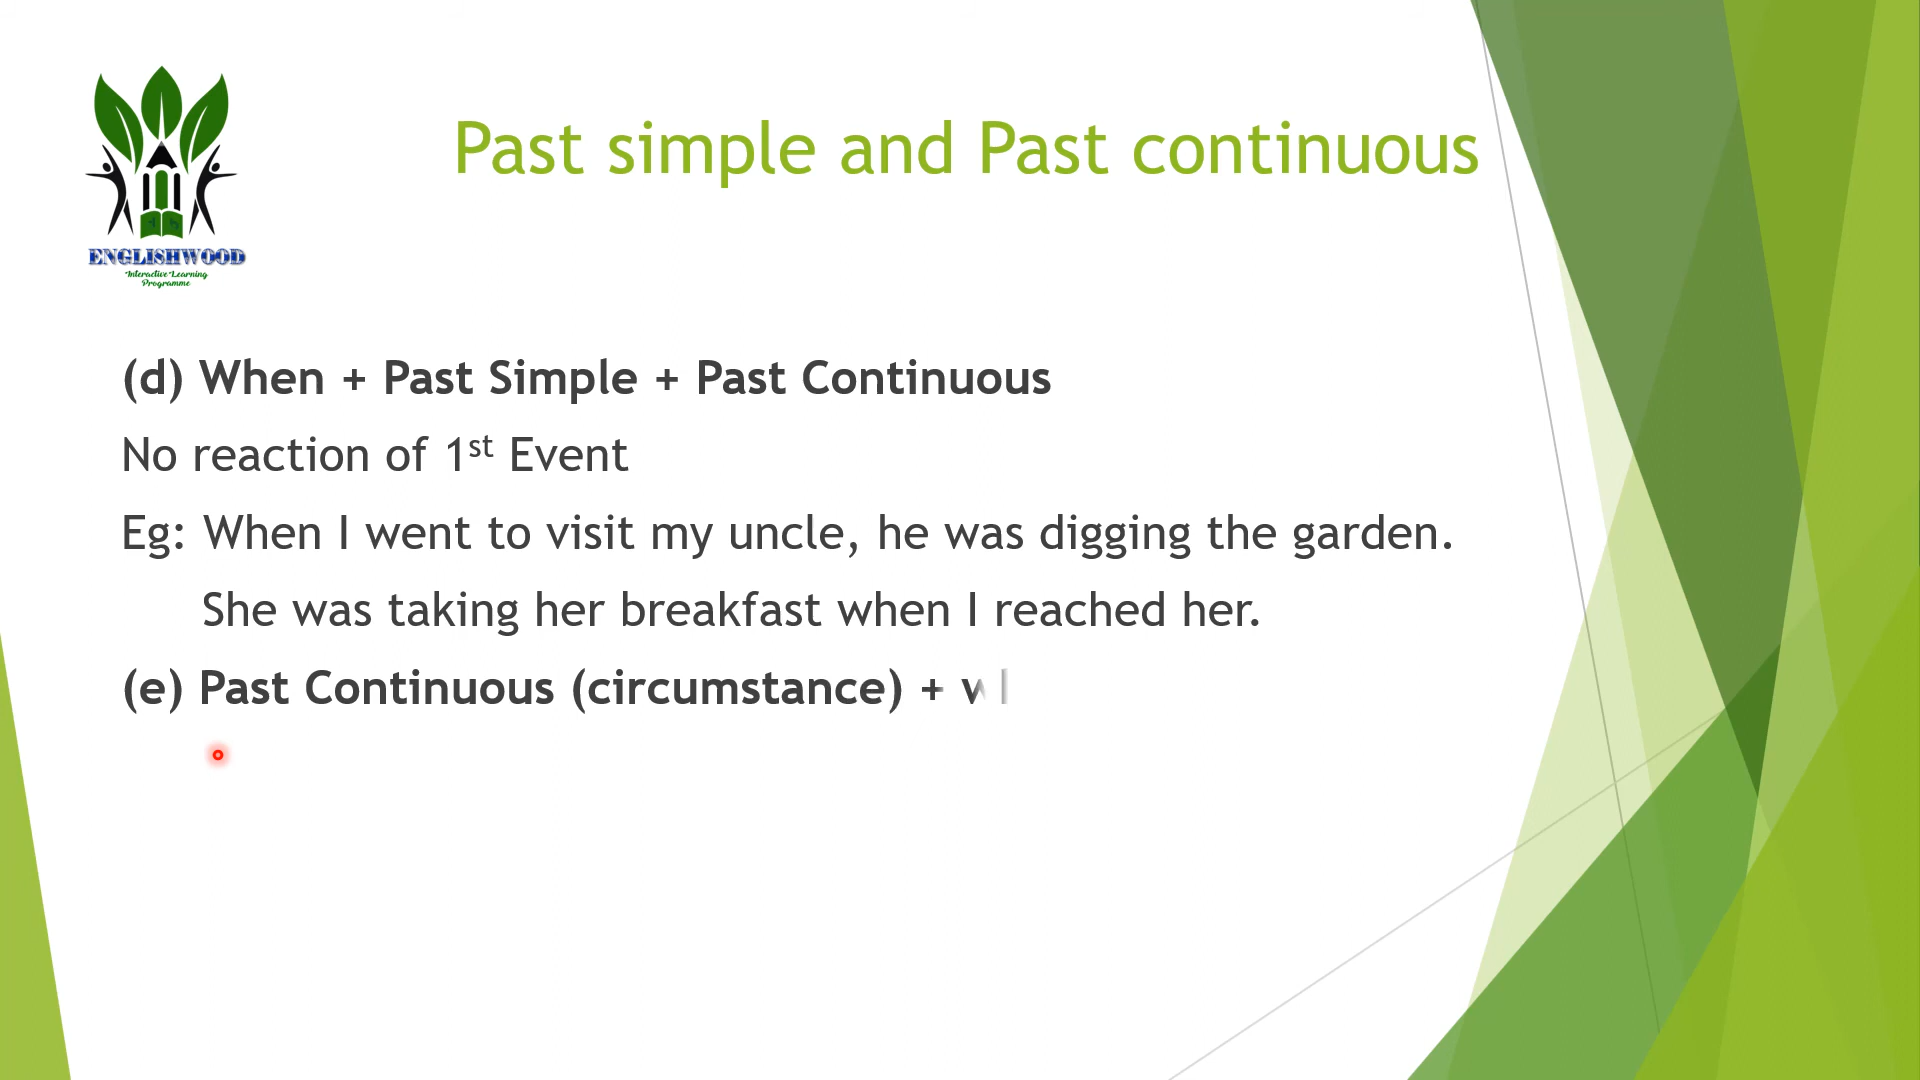 ENGLISHWOOD
Interactive Learning
Programme
Past simple and Past continuous
(d) When + Past Simple + Past Continuous
No reaction of 1st Event
Eg: When I went to visit my uncle, he was digging the garden.
She was taking her breakfast when I reached her.
(e) Past Continuous (circumstance) +